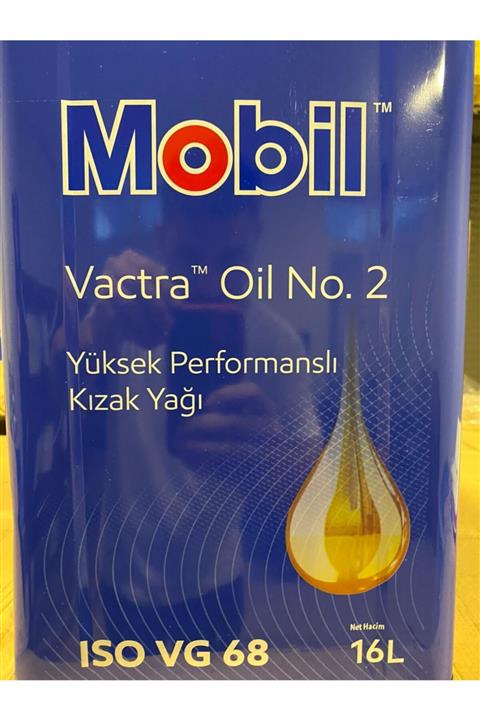 Mobil™
Vactra™ Oil No. 2
Yüksek Performanslı
Kızak Yağı
Net Hacim
ISO VG 68 16L